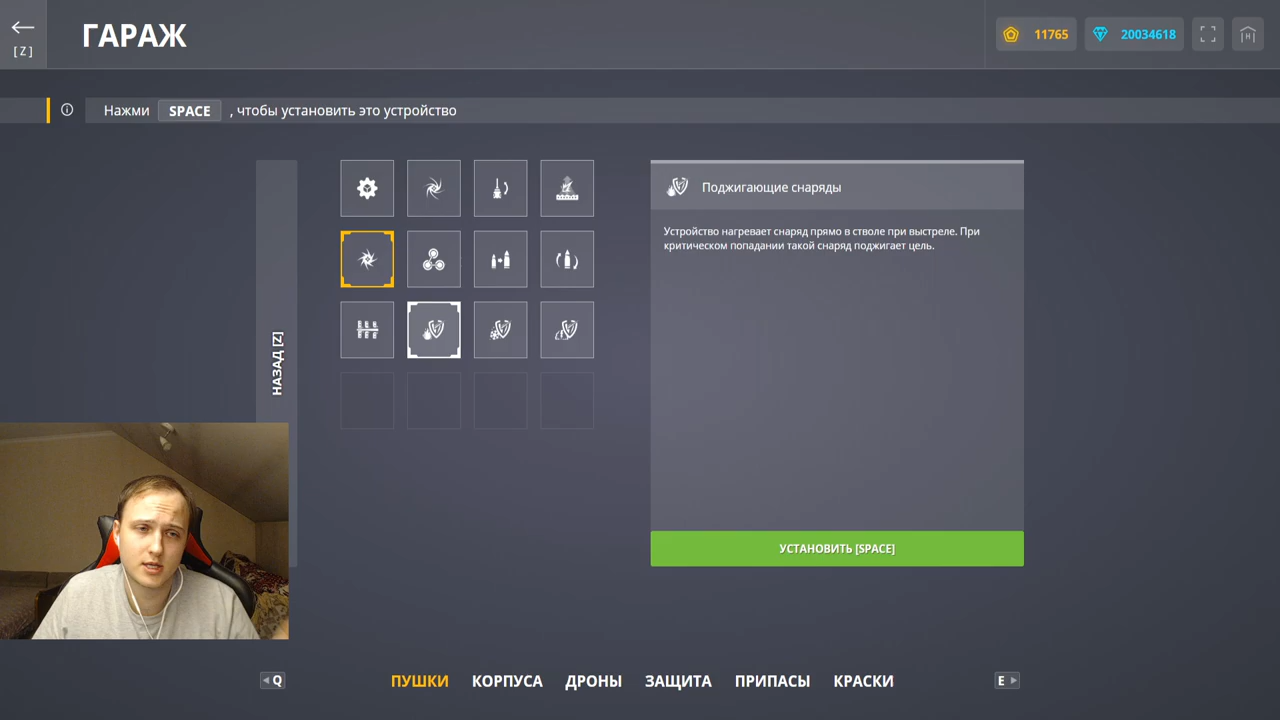 [Z]
ГАРАЖ
11765
20034618
[H]
Нажми SPACE , чтобы установить это устройство
НАЗАД [Z]
Поджигающие снаряды
Устройство нагревает снаряд прямо в стволе при выстреле. При
критическом попадании такой снаряд поджигает цель.
УСТАНОВИТЬ [SPACE]
Q
ПУШКИ
КОРПУСА
ДРОНЫ
ЗАЩИТА
ПРИПАСЫ
КРАСКИ
E